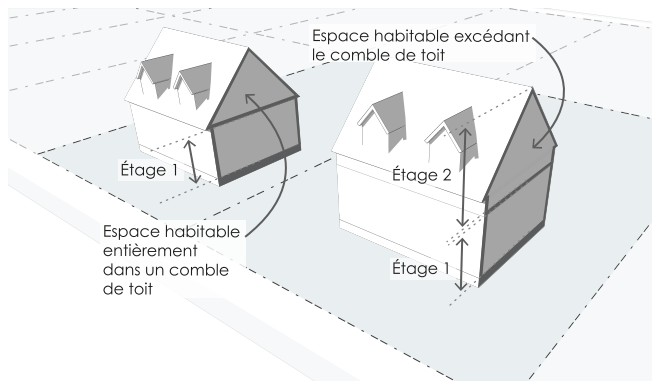 Espace habitable excédant
le comble de toit
Étage 1
Étage 2
Espace habitable
entièrement
dans un comble
de toit
Étage 1